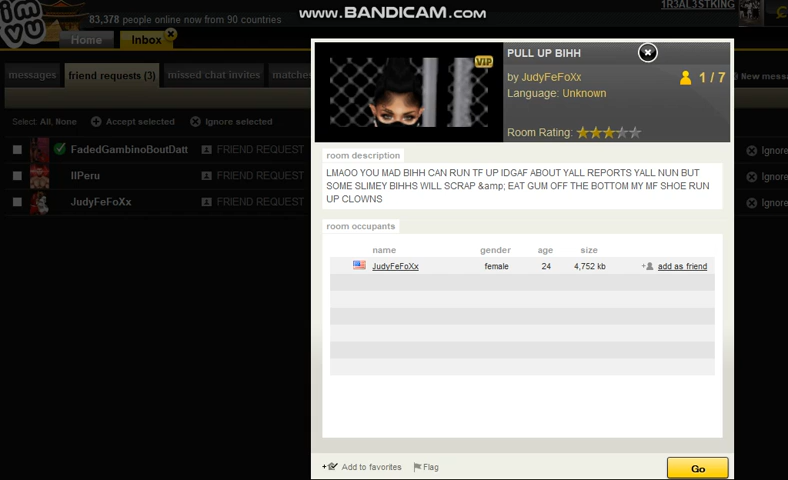 www.BANDICAM.com
1R3AL3STKING
imvu
83,378 people online now from 90 countries
Home
Inbox
messages
friend requests (3)
missed chat invites
matches
New messa
Select: All, None
Accept selected
Ignore selected
FadedGambinoBoutDatt
FRIEND REQUEST
Ignore
IIPeru
FRIEND REQUEST
Ignore
JudyFeFoXx
FRIEND REQUEST
Ignore
VIP
PULL UP BIHH
by JudyFeFoXx
1 / 7
Language: Unknown
Room Rating:
room description
LMAOO YOU MAD BIHH CAN RUN TF UP IDGAF ABOUT YALL REPORTS YALL NUN BUT
SOME SLIMEY BIHHS WILL SCRAP &amp; EAT GUM OFF THE BOTTOM MY MF SHOE RUN
UP CLOWNS
room occupants
name gender age size
JudyFeFoXx female 24 4,752 kb add as friend
Add to favorites
Flag
Go